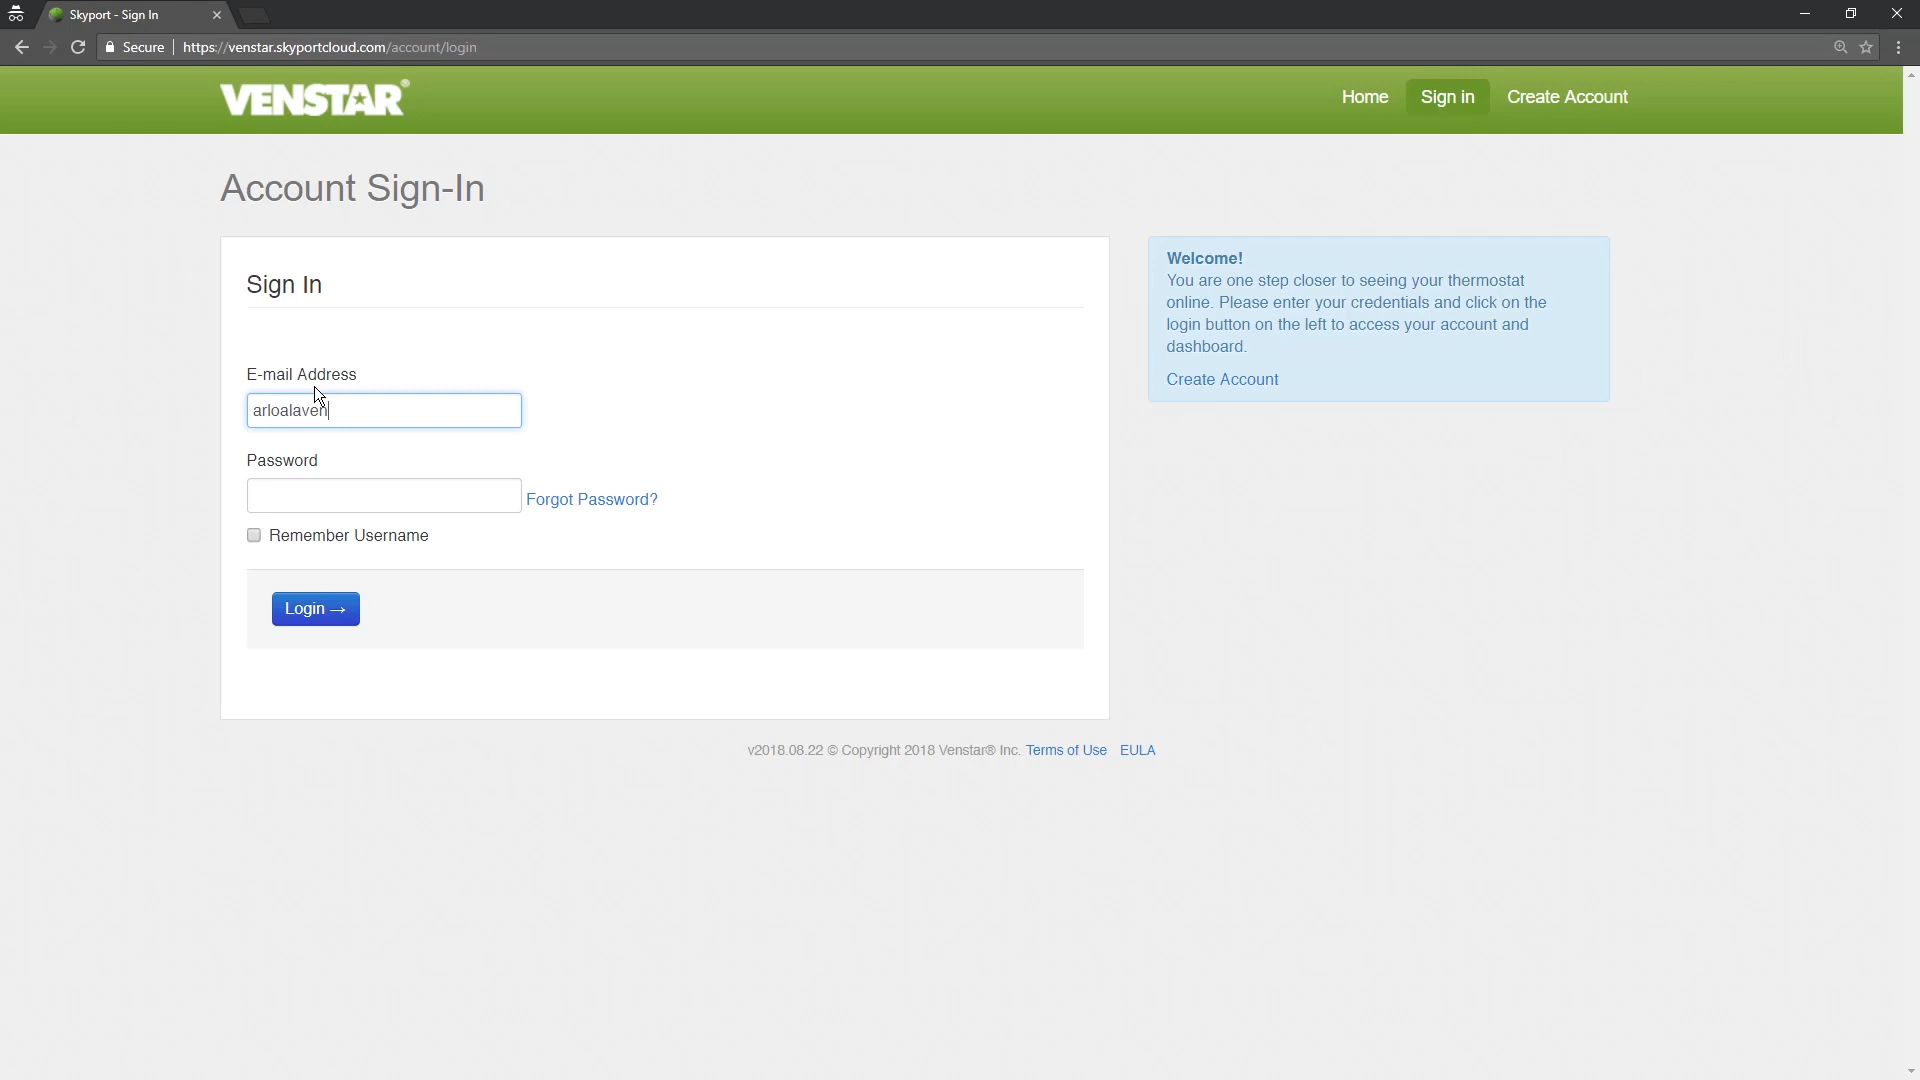 Skyport - Sign In
Secure
https://venstar.skyportcloud.com/account/login
VENSTAR®
Home
Sign in
Create Account
Account Sign-In
Sign In
E-mail Address
arloalaven
Password
Forgot Password?
Remember Username
Login →
Welcome!
You are one step closer to seeing your thermostat
online. Please enter your credentials and click on the
login button on the left to access your account and
dashboard.
Create Account
v2018.08.22 © Copyright 2018 Venstar® Inc. Terms of Use EULA